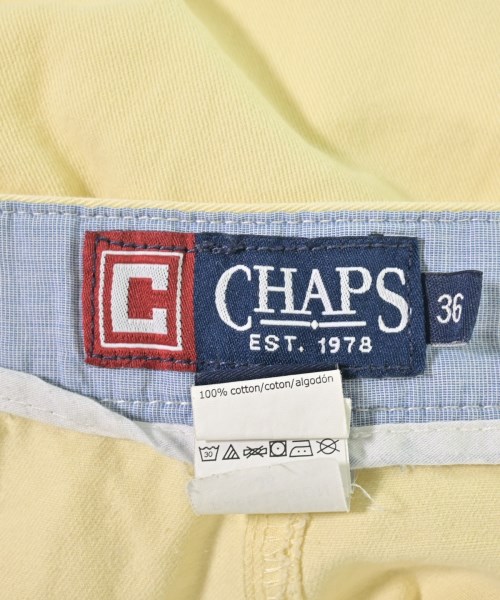 C
CHAPS
EST. 1978
36
100% cotton/coton/algodón
30